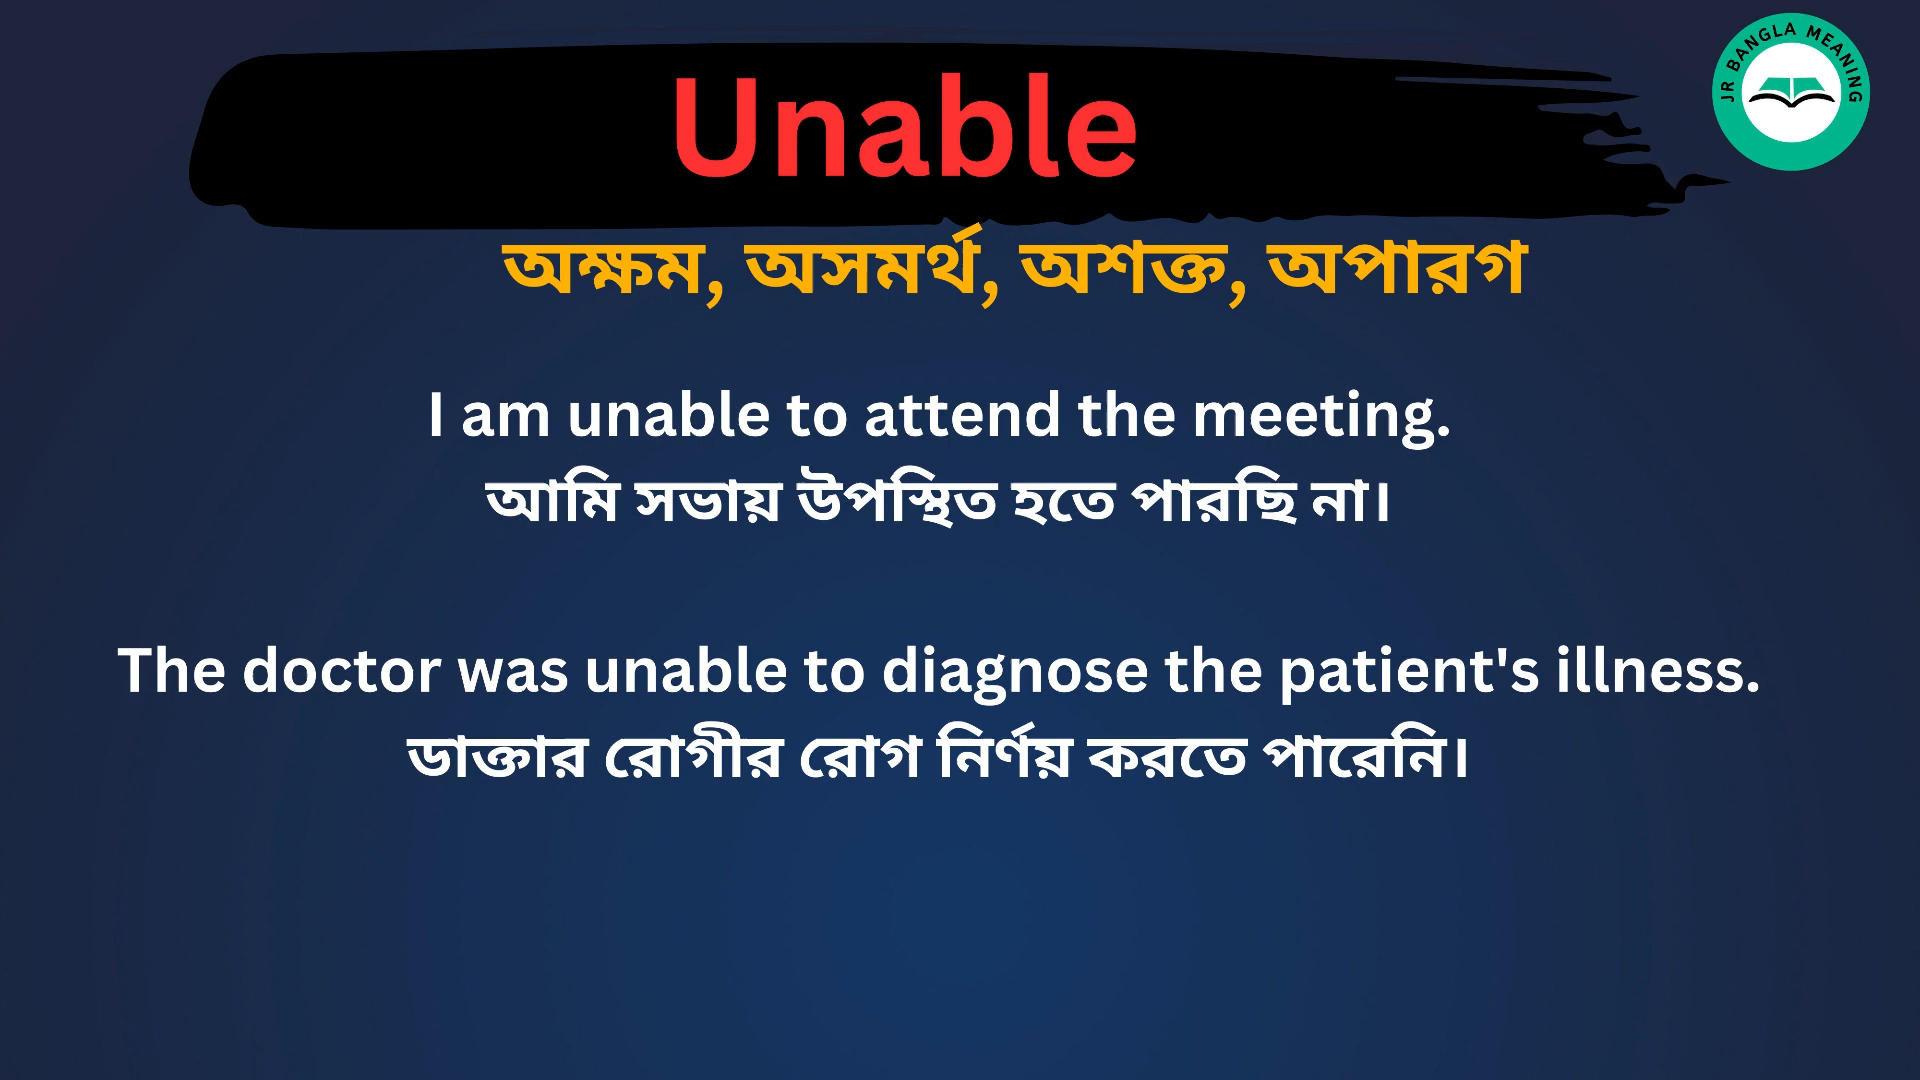 JR BANGLA MEANING
Unable
অক্ষম, অসমর্থ, অশক্ত, অপারগ
I am unable to attend the meeting.
আমি সভায় উপস্থিত হতে পারছি না।
The doctor was unable to diagnose the patient's illness.
ডাক্তার রোগীর রোগ নির্ণয় করতে পারেনি।